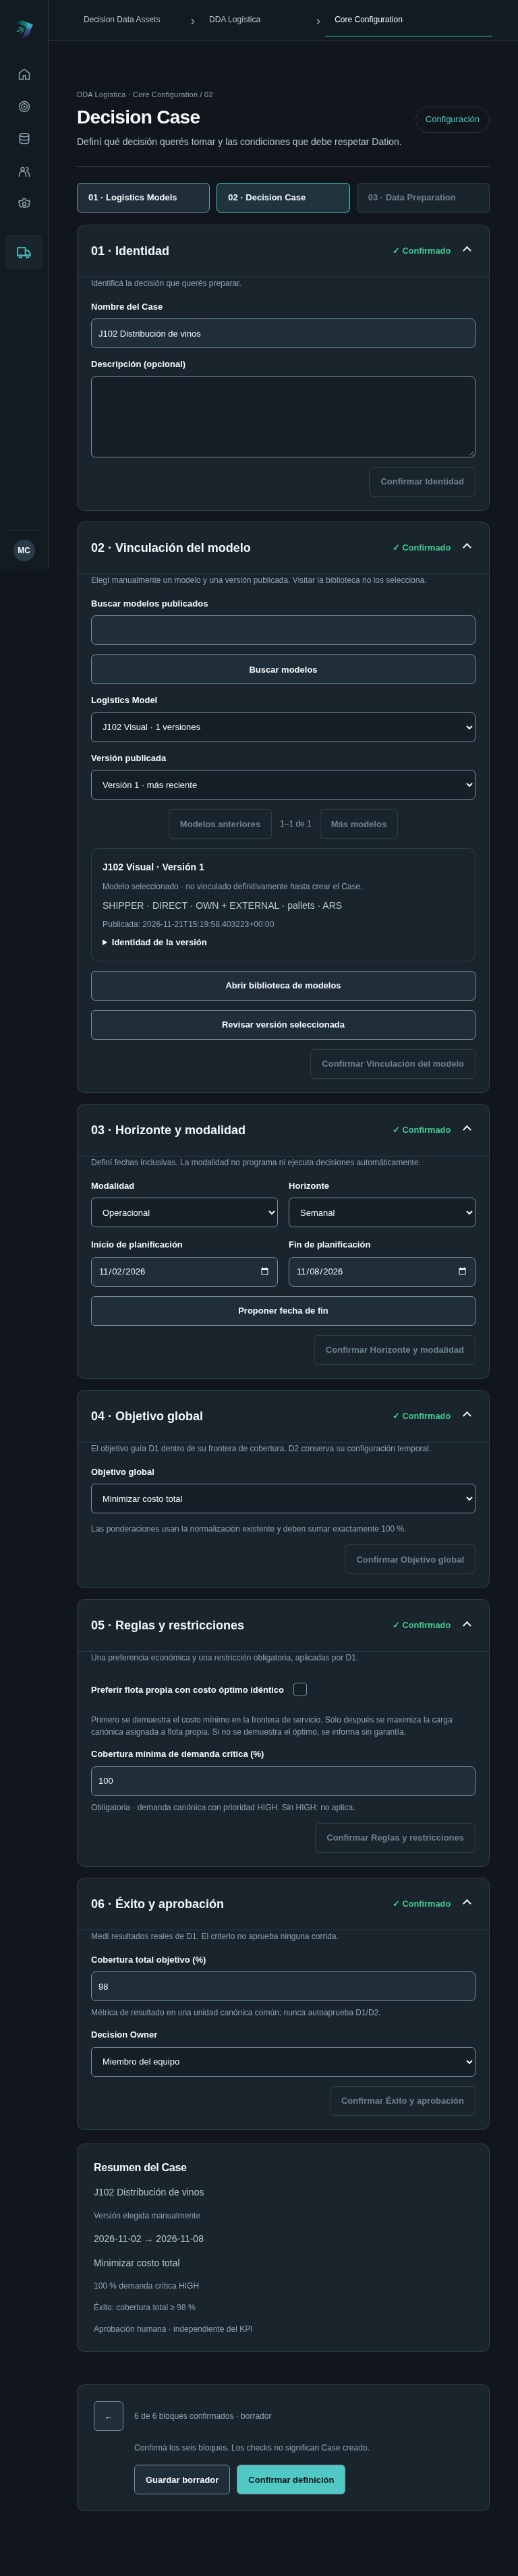 Decision Data Assets
›
DDA Logística
›
Core Configuration
DDA Logística · Core Configuration / 02
Decision Case
Configuración
Definí qué decisión querés tomar y las condiciones que debe respetar Dation.
01 · Logistics Models
02 · Decision Case
03 · Data Preparation
01 · Identidad
✓ Confirmado
Identificá la decisión que querés preparar.
Nombre del Case
J102 Distribución de vinos
Descripción (opcional)
Confirmar Identidad
02 · Vinculación del modelo
✓ Confirmado
Elegí manualmente un modelo y una versión publicada. Visitar la biblioteca no los selecciona.
Buscar modelos publicados
Buscar modelos
Logistics Model
J102 Visual · 1 versiones
Versión publicada
Versión 1 · más reciente
Modelos anteriores
1–1 de 1
Más modelos
J102 Visual · Versión 1
Modelo seleccionado · no vinculado definitivamente hasta crear el Case.
SHIPPER · DIRECT · OWN + EXTERNAL · pallets · ARS
Publicada: 2026-11-21T15:19:58.403223+00:00
▶ Identidad de la versión
Abrir biblioteca de modelos
Revisar versión seleccionada
Confirmar Vinculación del modelo
03 · Horizonte y modalidad
✓ Confirmado
Definí fechas inclusivas. La modalidad no programa ni ejecuta decisiones automáticamente.
Modalidad
Horizonte
Operacional
Semanal
Inicio de planificación
Fin de planificación
11/02/2026
11/08/2026
Proponer fecha de fin
Confirmar Horizonte y modalidad
04 · Objetivo global
✓ Confirmado
El objetivo guía D1 dentro de su frontera de cobertura. D2 conserva su configuración temporal.
Objetivo global
Minimizar costo total
Las ponderaciones usan la normalización existente y deben sumar exactamente 100 %.
Confirmar Objetivo global
05 · Reglas y restricciones
✓ Confirmado
Una preferencia económica y una restricción obligatoria, aplicadas por D1.
Preferir flota propia con costo óptimo idéntico
Primero se demuestra el costo mínimo en la frontera de servicio. Sólo después se maximiza la carga
canónica asignada a flota propia. Si no se demuestra el óptimo, se informa sin garantía.
Cobertura mínima de demanda crítica (%)
100
Obligatoria · demanda canónica con prioridad HIGH. Sin HIGH: no aplica.
Confirmar Reglas y restricciones
06 · Éxito y aprobación
✓ Confirmado
Medí resultados reales de D1. El criterio no aprueba ninguna corrida.
Cobertura total objetivo (%)
98
Métrica de resultado en una unidad canónica común; nunca autoaprueba D1/D2.
Decision Owner
Miembro del equipo
Confirmar Éxito y aprobación
Resumen del Case
J102 Distribución de vinos
Versión elegida manualmente
2026-11-02 → 2026-11-08
Minimizar costo total
100 % demanda crítica HIGH
Éxito: cobertura total ≥ 98 %
Aprobación humana · independiente del KPI
←
6 de 6 bloques confirmados · borrador
Confirmá los seis bloques. Los checks no significan Case creado.
Guardar borrador
Confirmar definición
MC